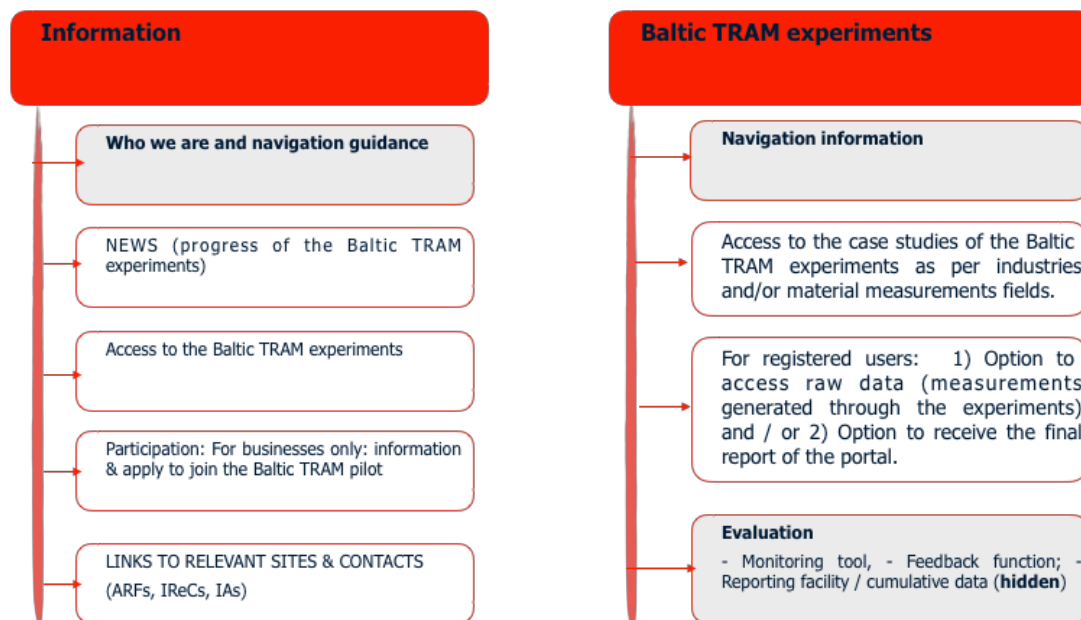 Information
Who we are and navigation guidance
NEWS (progress of the Baltic TRAM
experiments)
Access to the Baltic TRAM experiments
Participation: For businesses only: information
& apply to join the Baltic TRAM pilot
LINKS TO RELEVANT SITES & CONTACTS
(ARFs, IReCs, IAs)
Baltic TRAM experiments
Navigation information
Access to the case studies of the Baltic
TRAM experiments as per industries
and/or material measurements fields.
For registered users: 1) Option to
access raw data (measurements
generated through the experiments)
and / or 2) Option to receive the final
report of the portal.
Evaluation
- Monitoring tool, - Feedback function; -
Reporting facility / cumulative data (hidden)